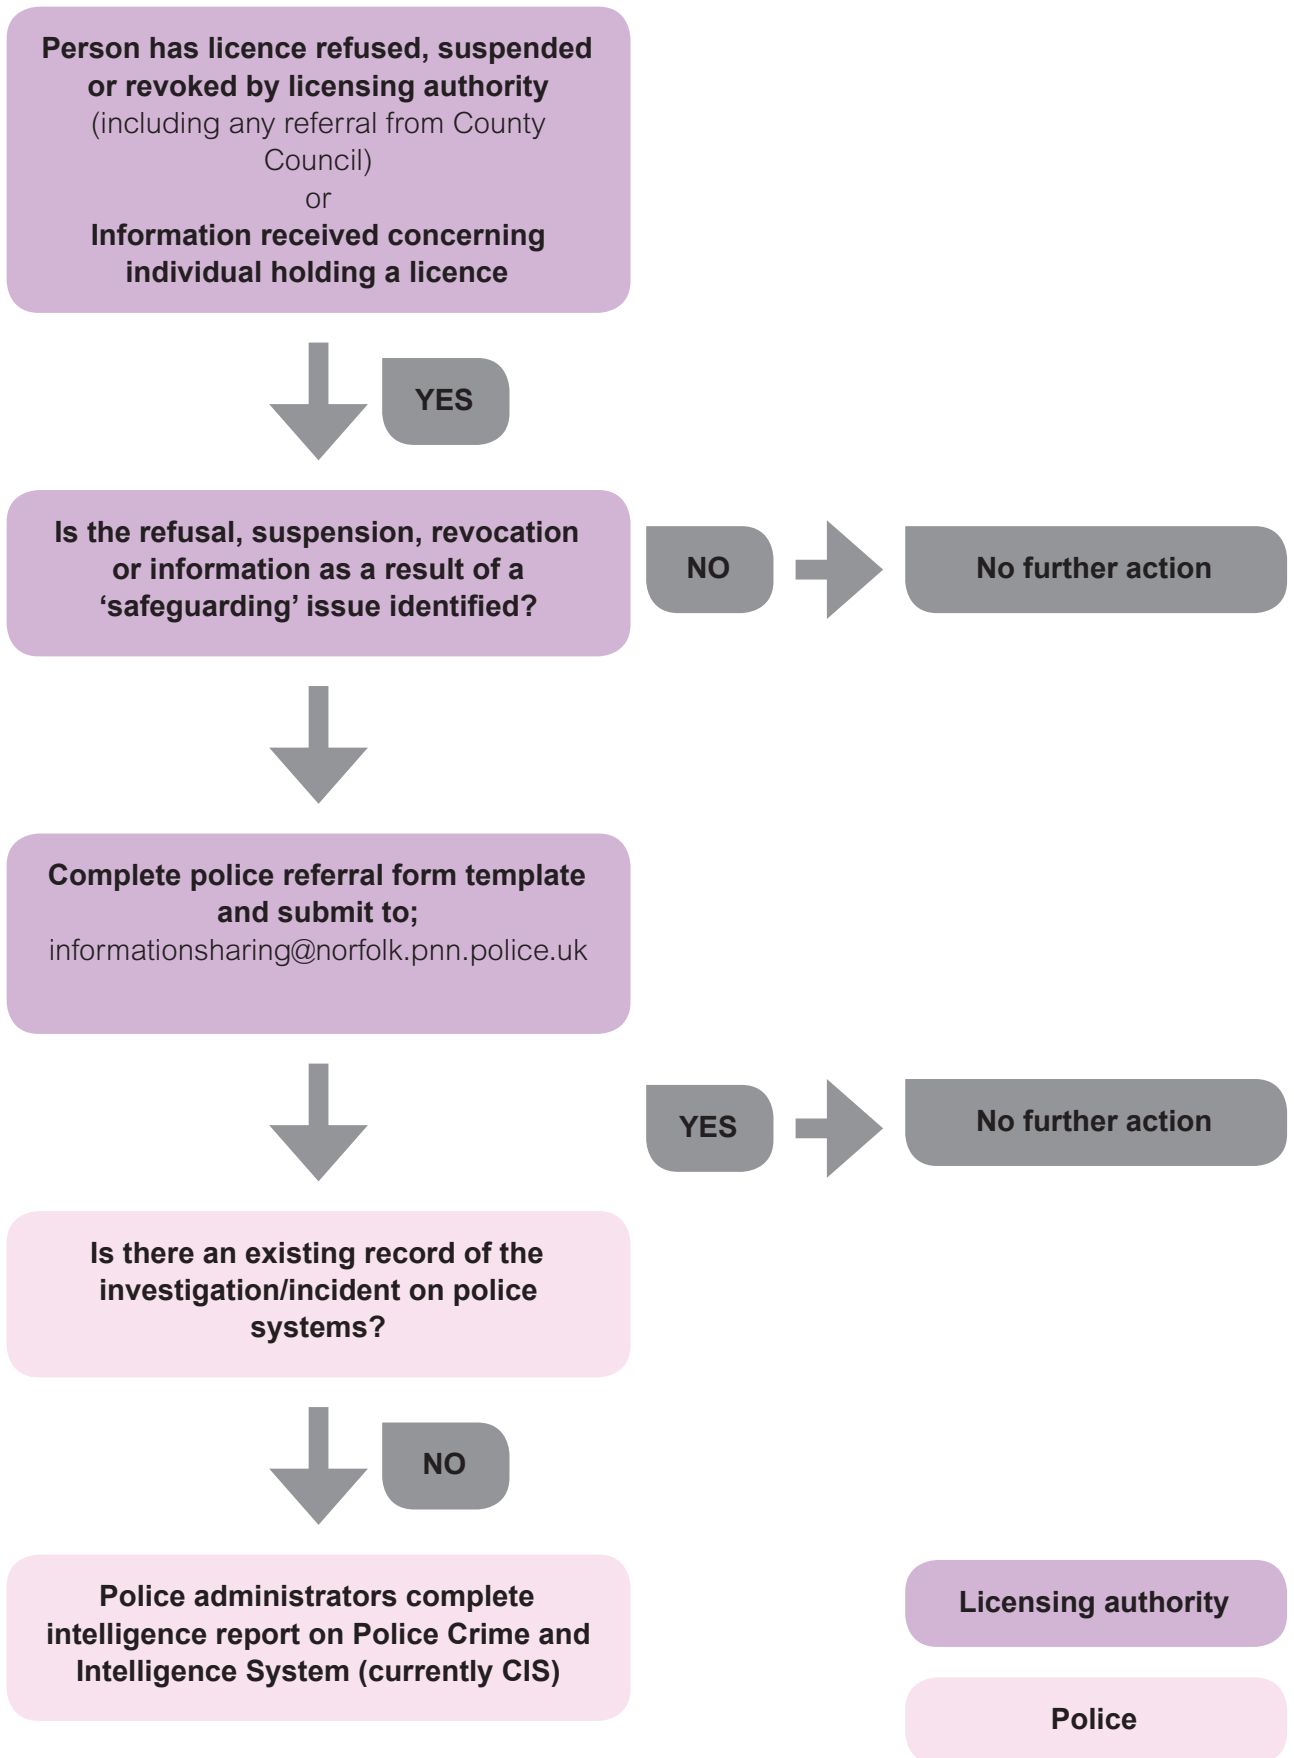 Person has licence refused, suspended
or revoked by licensing authority
(including any referral from County
Council)
or
Information received concerning
individual holding a licence
YES
Is the refusal, suspension, revocation
or information as a result of a
‘safeguarding’ issue identified?
NO
No further action
Complete police referral form template
and submit to;
informationsharing@norfolk.pnn.police.uk
YES
No further action
Is there an existing record of the
investigation/incident on police
systems?
NO
Police administrators complete
intelligence report on Police Crime and
Intelligence System (currently CIS)
Licensing authority
Police